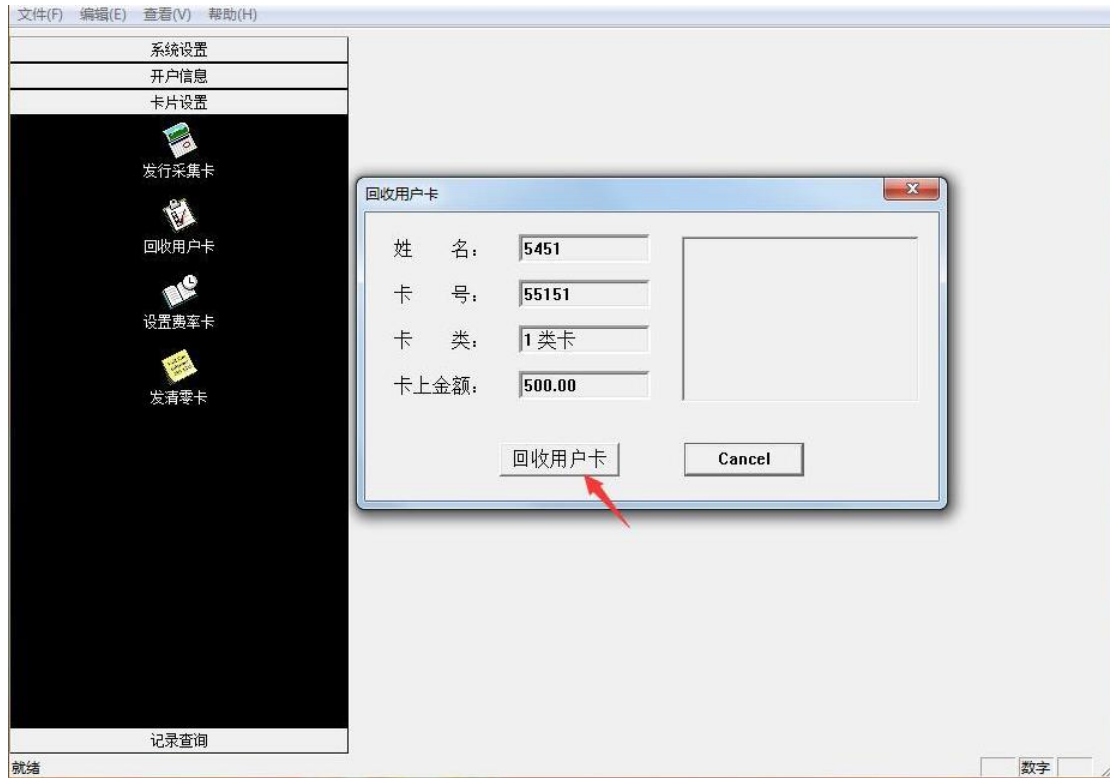 文件(F) 编辑(E) 查看(V) 帮助(H)
系统设置
开户信息
卡片设置
发行采集卡
回收用户卡
设置费率卡
发清零卡
记录查询
回收用户卡
姓 名: 5451
卡 号: 55151
卡 类: 1 类卡
卡上金额: 500.00
回收用户卡 Cancel
就绪 数字